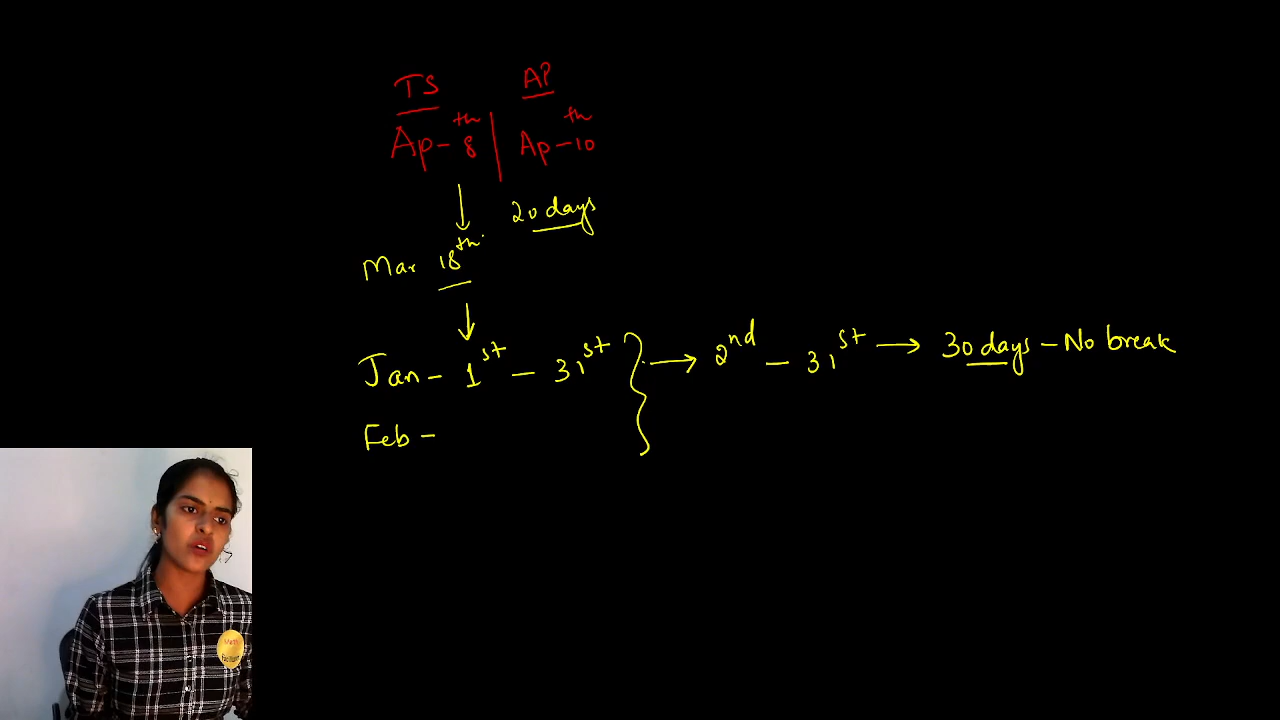 TS AP
Ap-8th | Ap-10th
20 days
Mar 18th.
Jan - 1st - 31st → 2nd - 31st → 30 days - No break
Feb -